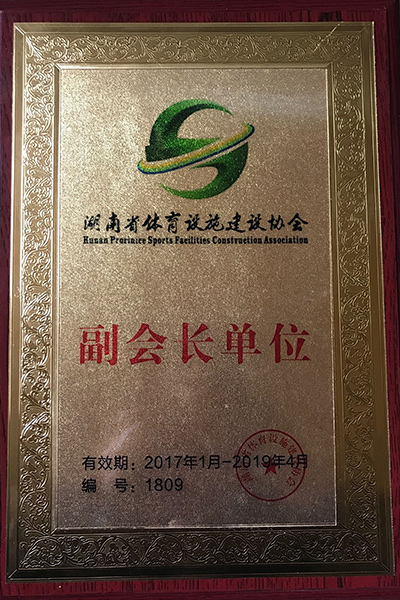 湖南省体育设施建设协会
Hunan Prorinice Sports Facilities Construction Association
副会长单位
有效期：2017年1月-2019年4月
编　号：1809